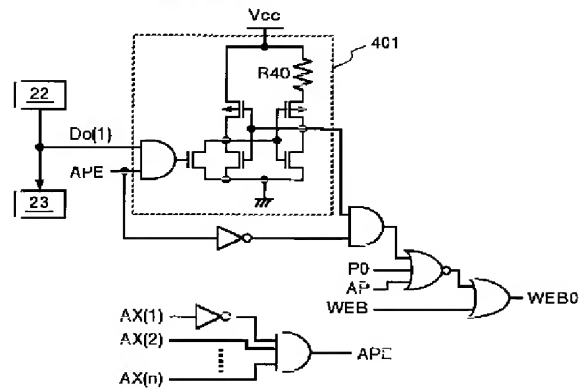 Vcc
401
R40
22
Do(1)
APE
23
P0
AP
WEB
WEB0
AX(1)
AX(2)
APE
AX(n)